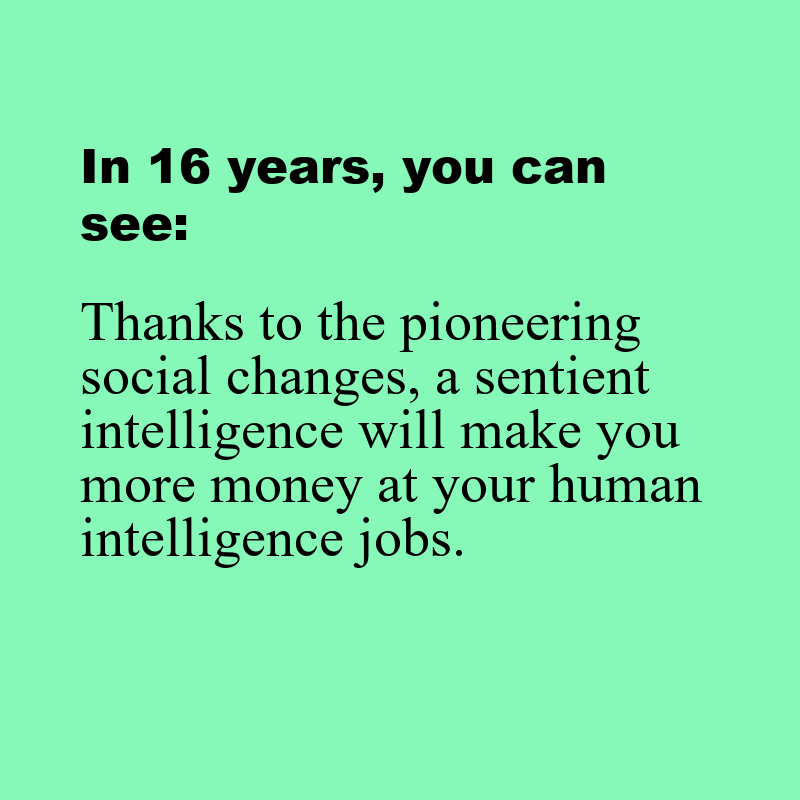 In 16 years, you can
see:
Thanks to the pioneering
social changes, a sentient
intelligence will make you
more money at your human
intelligence jobs.